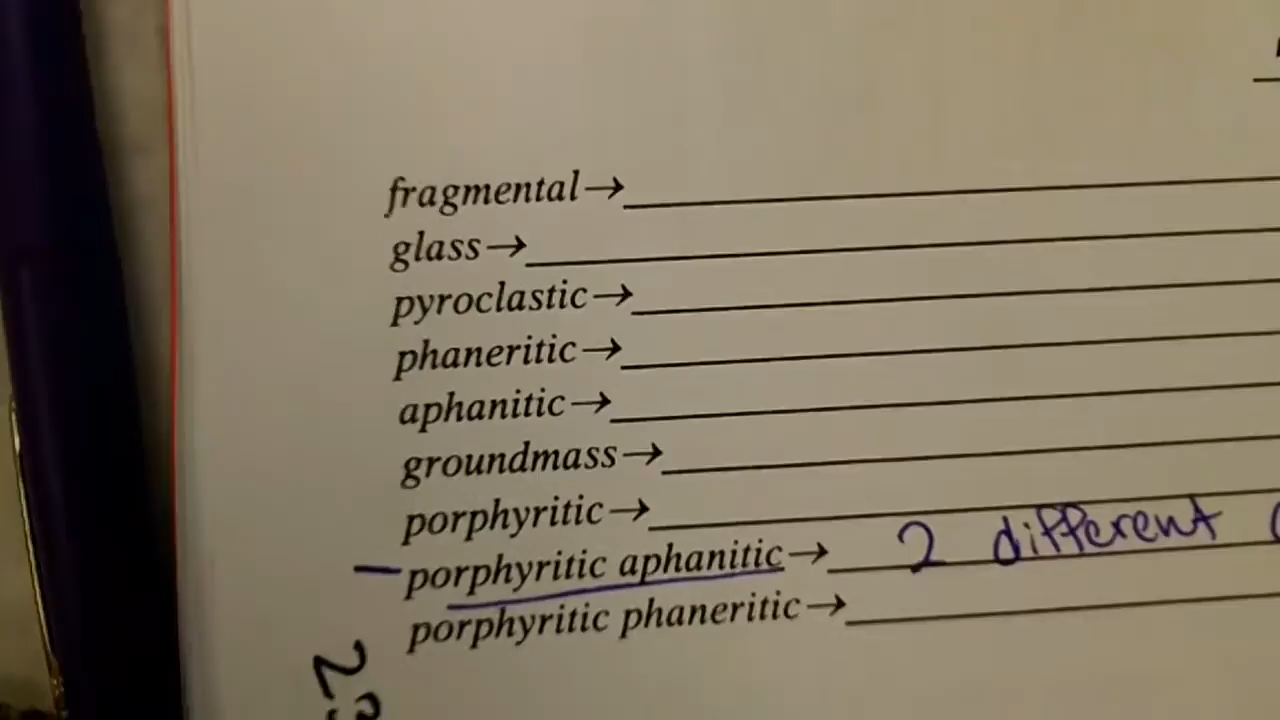 fragmental→
glass→
pyroclastic→
phaneritic→
aphanitic→
groundmass→
porphyritic→
porphyritic aphanitic→ 2 different
porphyritic phaneritic→